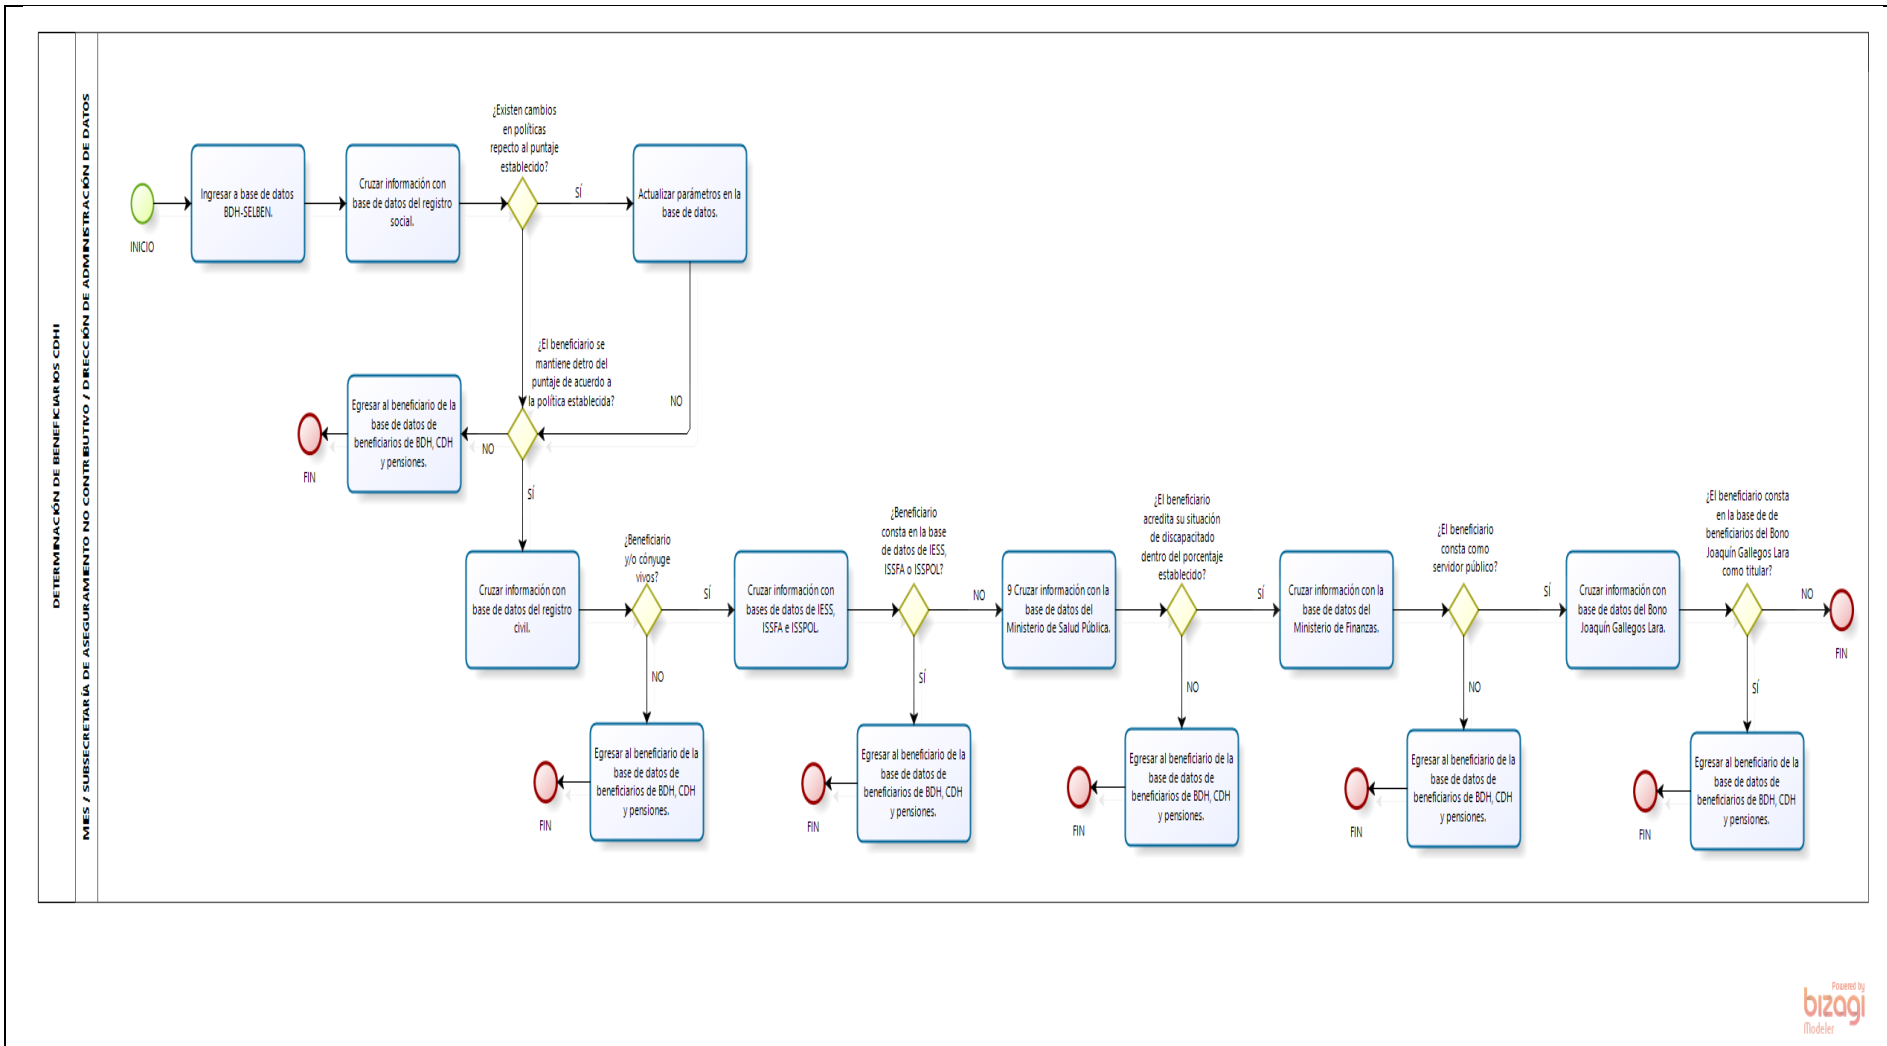 DETERMINACIÓN DE BENEFICIARIOS CDHI
MIES / SUBSECRETARÍA DE ASEGURAMIENTO NO CONTRIBUTIVO / DIRECCIÓN DE ADMINISTRACIÓN DE DATOS
INICIO
Ingresar a base de datos
BDH-SELBEN.
Cruzar información con
base de datos del registro
social.
¿Existen cambios
en políticas
repecto al puntaje
establecido?
SÍ
Actualizar parámetros en la
base de datos.
NO
¿El beneficiario se
mantiene detro del
puntaje de acuerdo a
la política establecida?
NO
Egresar al beneficiario de la
base de datos de
beneficiarios de BDH, CDH
y pensiones.
FIN
SÍ
Cruzar información con
base de datos del registro
civil.
¿Beneficiario
y/o cónyuge
vivos?
SÍ
NO
Egresar al beneficiario de la
base de datos de
beneficiarios de BDH, CDH
y pensiones.
FIN
Cruzar información con
bases de datos de IESS,
ISSFA e ISSPOL.
¿Beneficiario
consta en la base
de datos de IESS,
ISSFA o ISSPOL?
NO
SÍ
Egresar al beneficiario de la
base de datos de
beneficiarios de BDH, CDH
y pensiones.
FIN
9 Cruzar información con la
base de datos del
Ministerio de Salud Pública.
¿El beneficiario
acredita su situación
de discapacitado
dentro del porcentaje
establecido?
SÍ
NO
Egresar al beneficiario de la
base de datos de
beneficiarios de BDH, CDH
y pensiones.
FIN
Cruzar información con la
base de datos del
Ministerio de Finanzas.
¿El beneficiario
consta como
servidor público?
SÍ
NO
Egresar al beneficiario de la
base de datos de
beneficiarios de BDH, CDH
y pensiones.
FIN
Cruzar información con
base de datos del Bono
Joaquín Gallegos Lara.
¿El beneficiario consta
en la base de de
beneficiarios del Bono
Joaquín Gallegos Lara
como titular?
NO
FIN
SÍ
Egresar al beneficiario de la
base de datos de
beneficiarios de BDH, CDH
y pensiones.
FIN
Powered by
bizagi
Modeler